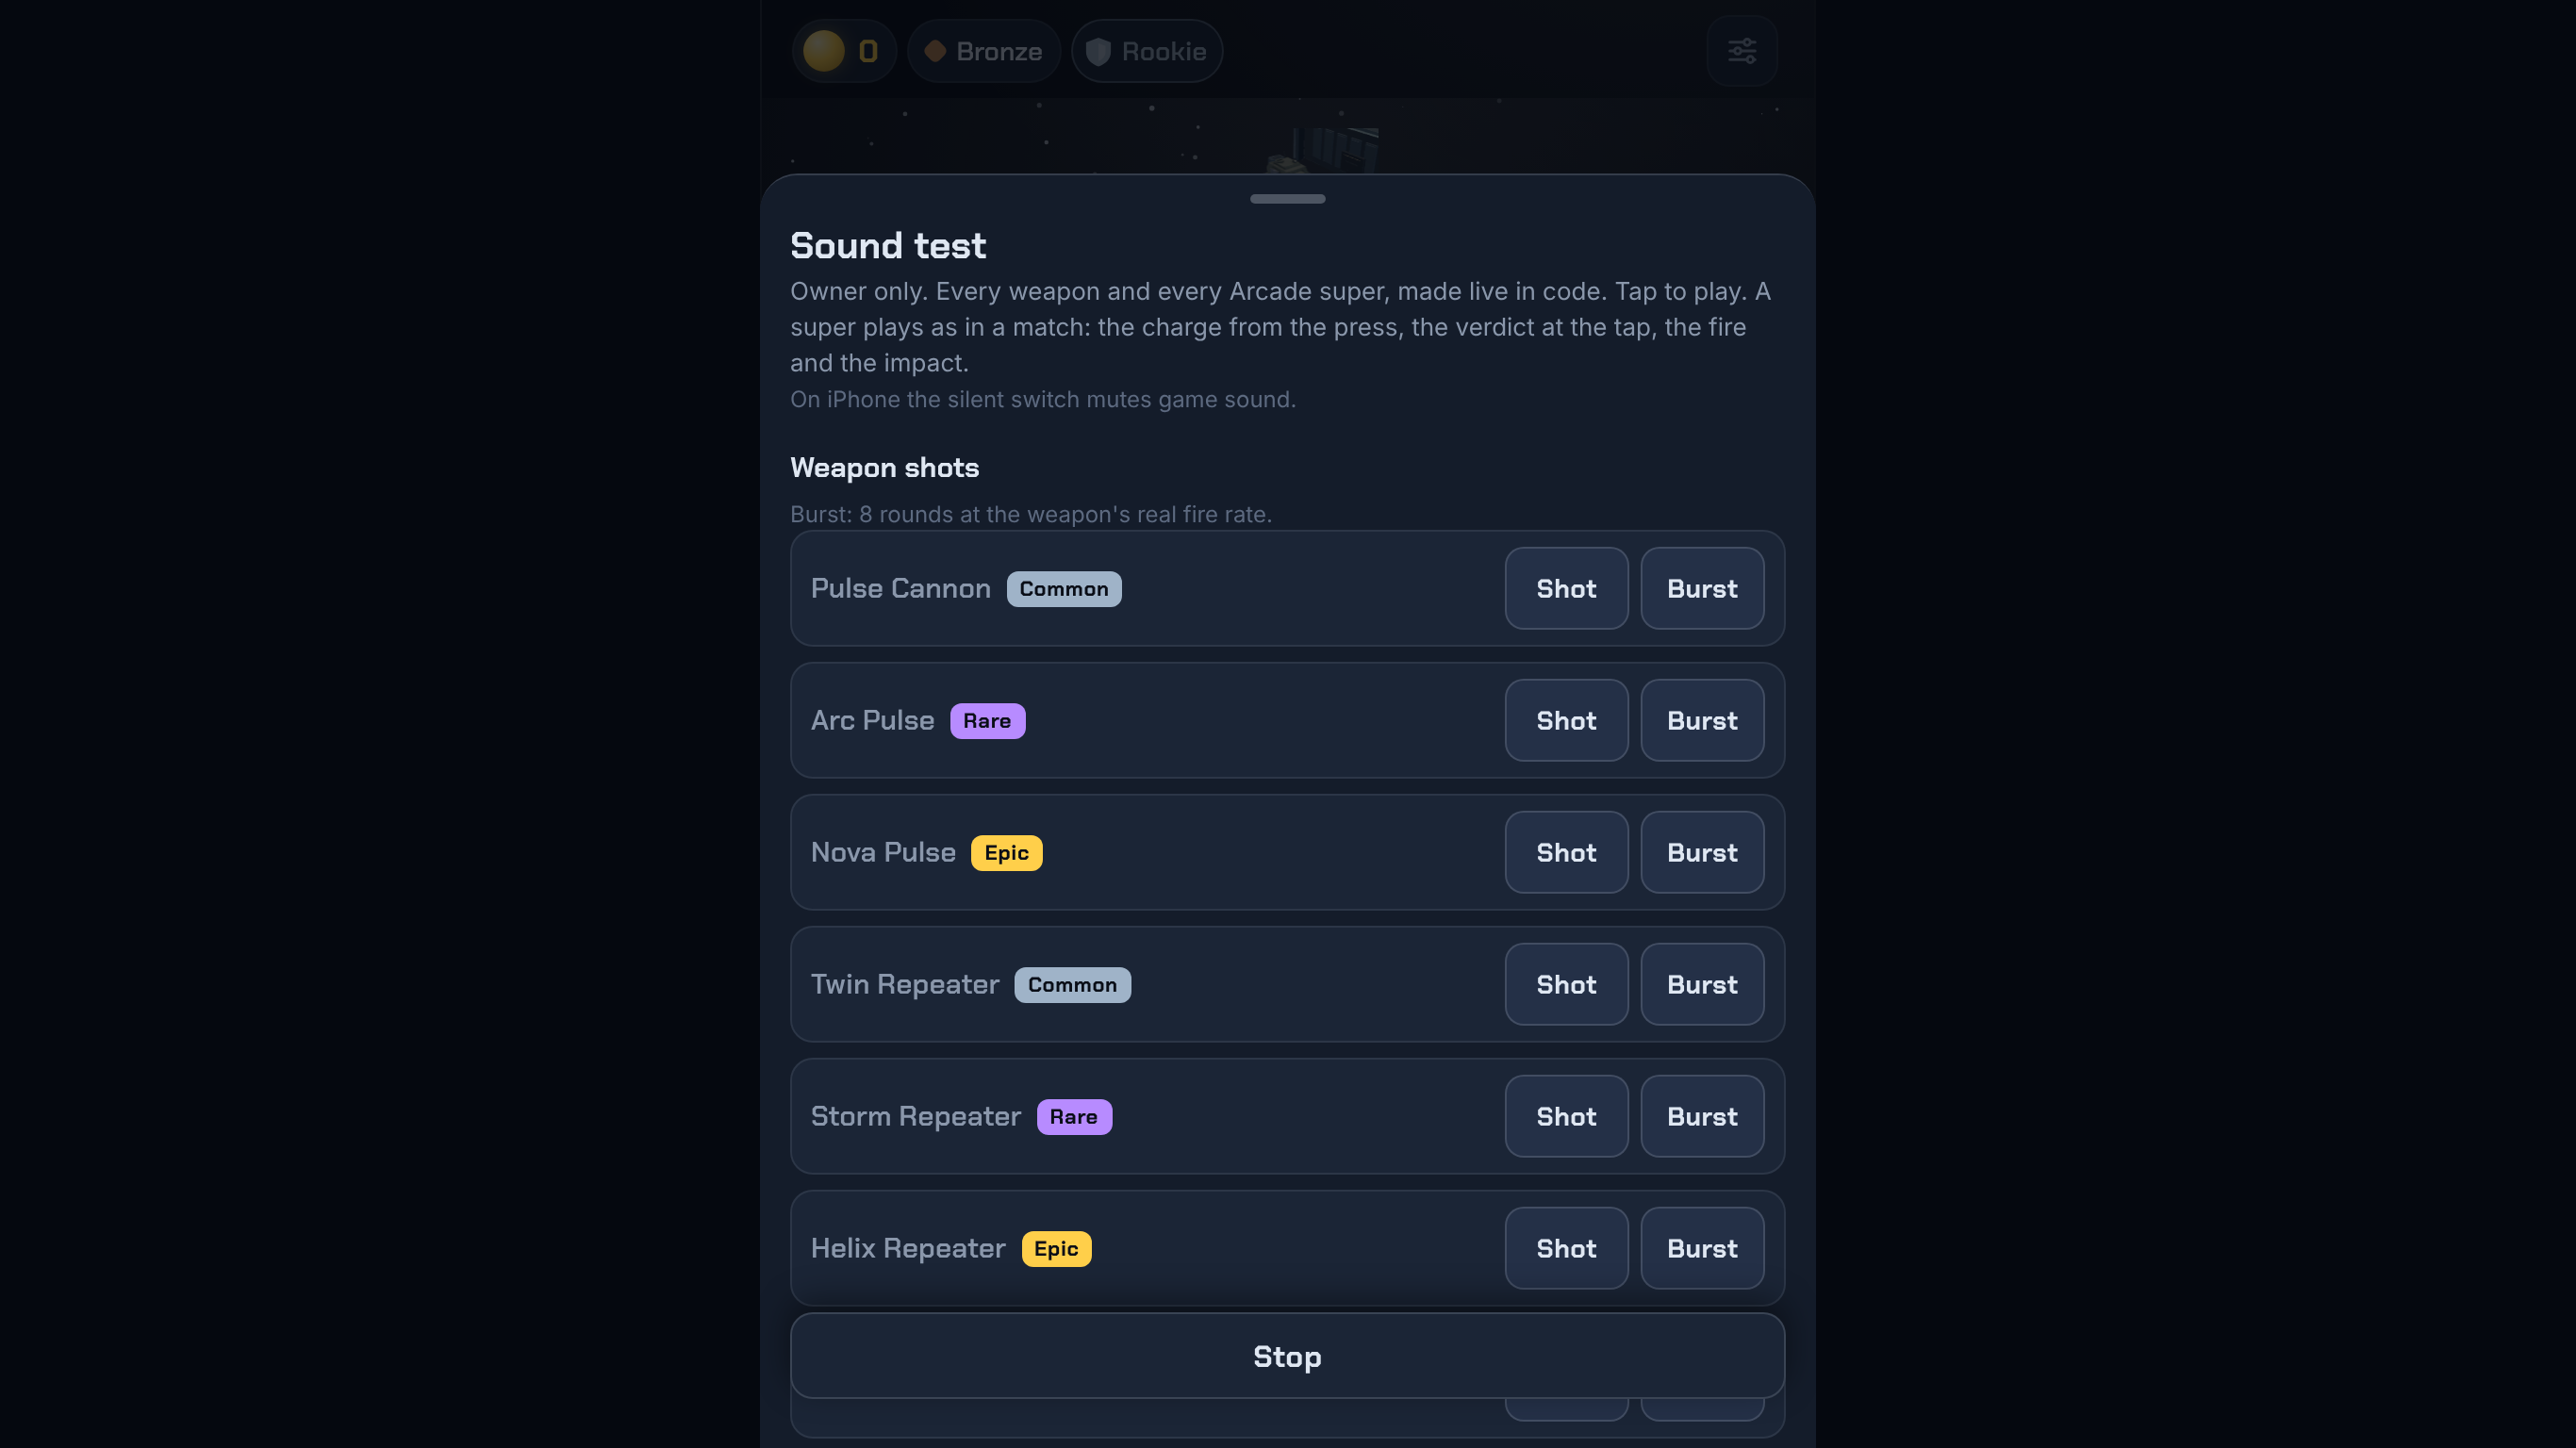 0 Bronze Rookie
Sound test
Owner only. Every weapon and every Arcade super, made live in code. Tap to play. A
super plays as in a match: the charge from the press, the verdict at the tap, the fire
and the impact.
On iPhone the silent switch mutes game sound.
Weapon shots
Burst: 8 rounds at the weapon's real fire rate.
Pulse Cannon Common Shot Burst
Arc Pulse Rare Shot Burst
Nova Pulse Epic Shot Burst
Twin Repeater Common Shot Burst
Storm Repeater Rare Shot Burst
Helix Repeater Epic Shot Burst
Stop